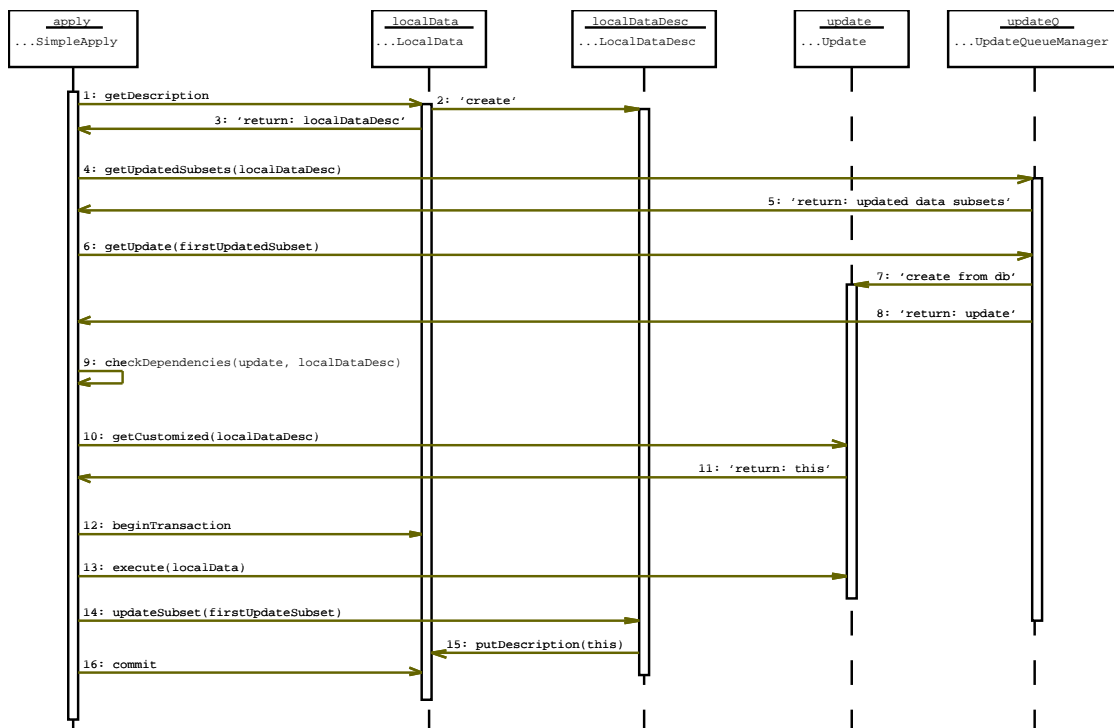 apply
...SimpleApply
localData
...LocalData
localDataDesc
...LocalDataDesc
update
...Update
updateQ
...UpdateQueueManager
1: getDescription
2: ‘create’
3: ‘return: localDataDesc’
4: getUpdatedSubsets(localDataDesc)
5: ‘return: updated data subsets’
6: getUpdate(firstUpdatedSubset)
7: ‘create from db’
8: ‘return: update’
9: checkDependencies(update, localDataDesc)
10: getCustomized(localDataDesc)
11: ‘return: this’
12: beginTransaction
13: execute(localData)
14: updateSubset(firstUpdateSubset)
15: putDescription(this)
16: commit